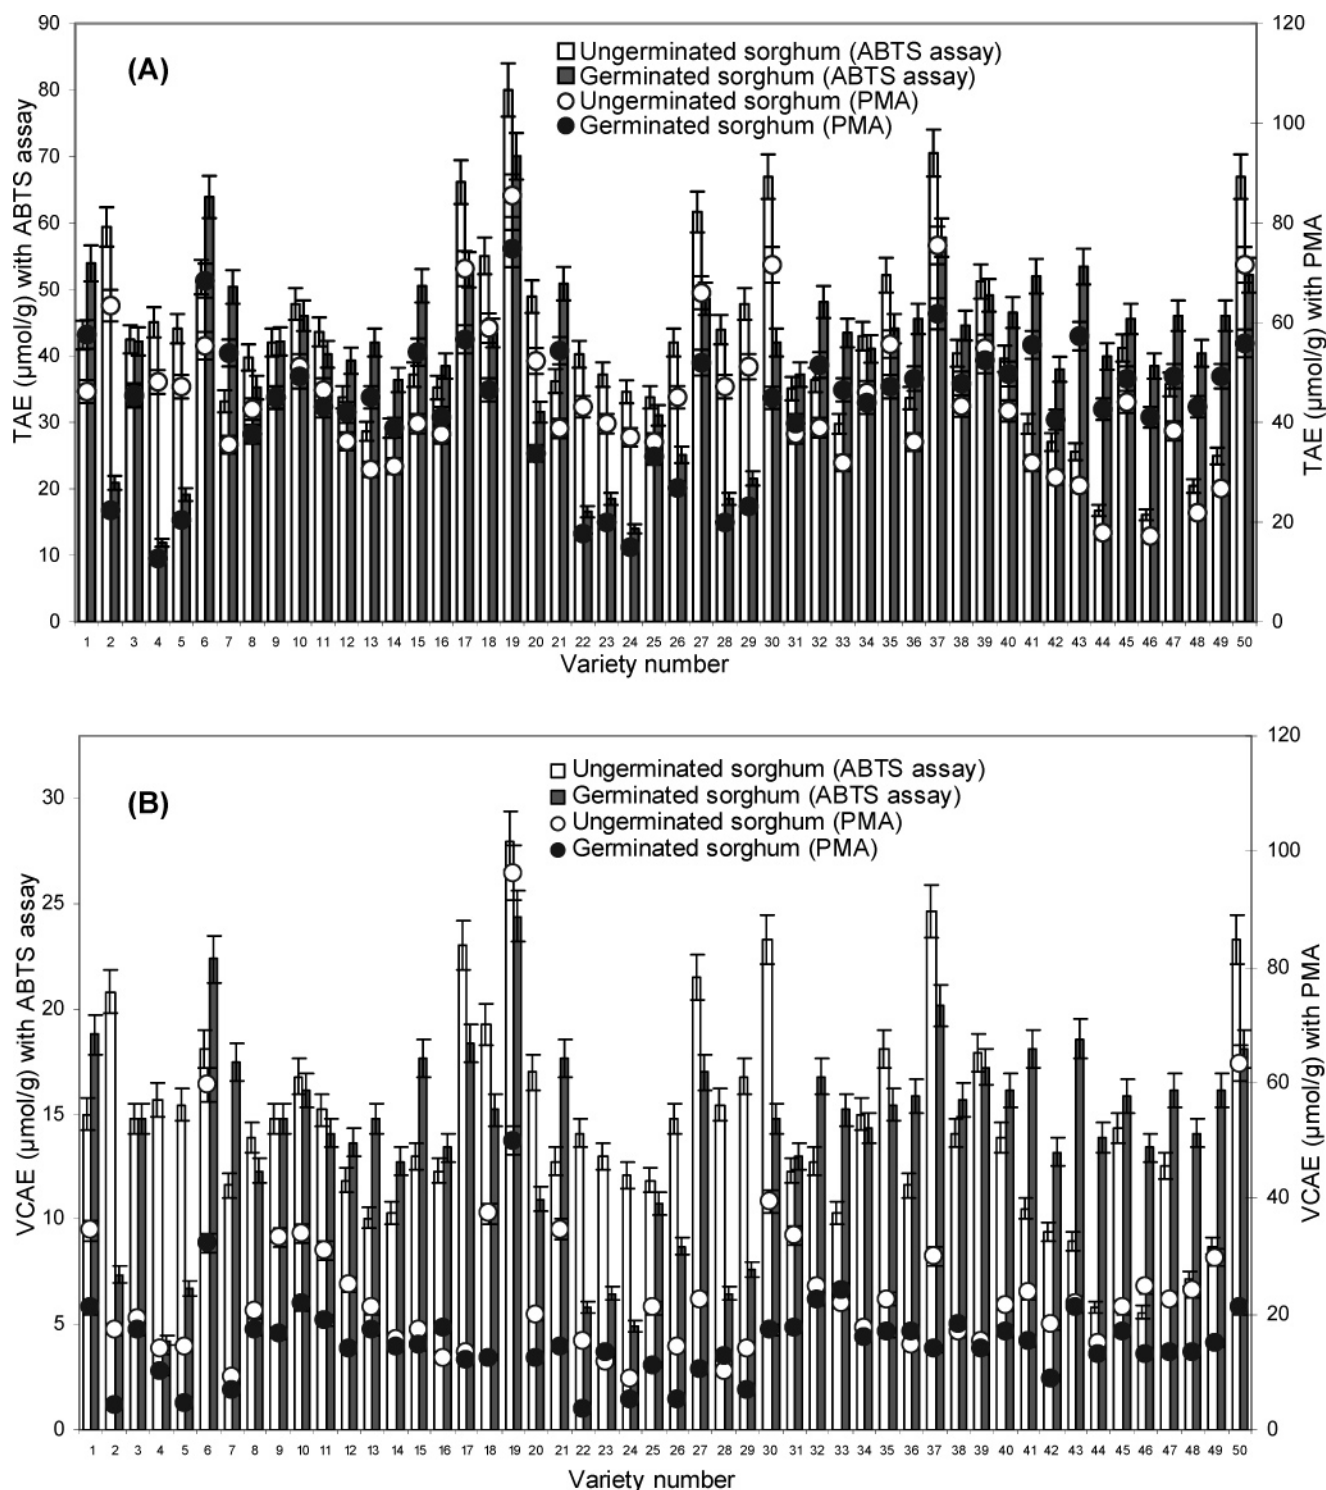 90
80
70
60
50
40
30
20
10
0
TAE (µmol/g) with ABTS assay
(A)
Ungerminated sorghum (ABTS assay)
Germinated sorghum (ABTS assay)
Ungerminated sorghum (PMA)
Germinated sorghum (PMA)
120
100
80
60
40
20
0
TAE (µmol/g) with PMA
1 2 3 4 5 6 7 8 9 10 11 12 13 14 15 16 17 18 19 20 21 22 23 24 25 26 27 28 29 30 31 32 33 34 35 36 37 38 39 40 41 42 43 44 45 46 47 48 49 50
Variety number
30
25
20
15
10
5
0
VCAE (µmol/g) with ABTS assay
(B)
Ungerminated sorghum (ABTS assay)
Germinated sorghum (ABTS assay)
Ungerminated sorghum (PMA)
Germinated sorghum (PMA)
120
100
80
60
40
20
0
VCAE (µmol/g) with PMA
1 2 3 4 5 6 7 8 9 10 11 12 13 14 15 16 17 18 19 20 21 22 23 24 25 26 27 28 29 30 31 32 33 34 35 36 37 38 39 40 41 42 43 44 45 46 47 48 49 50
Variety number